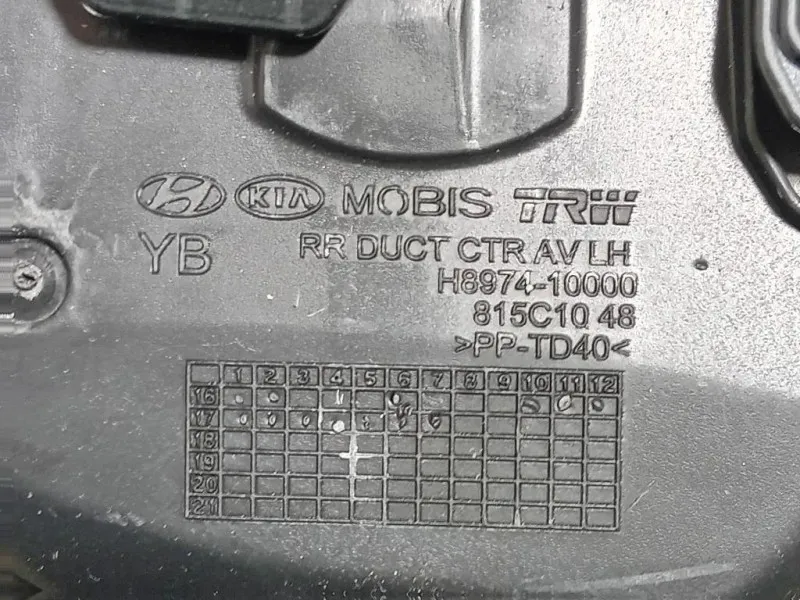 KIA MOBIS TRW
YB RR DUCT CTR AV LH
H8974-10000
815C10 48
>PP-TD40<
1 2 3 4 5 6 7 8 9 10 11 12
16
17
18
19
20
21